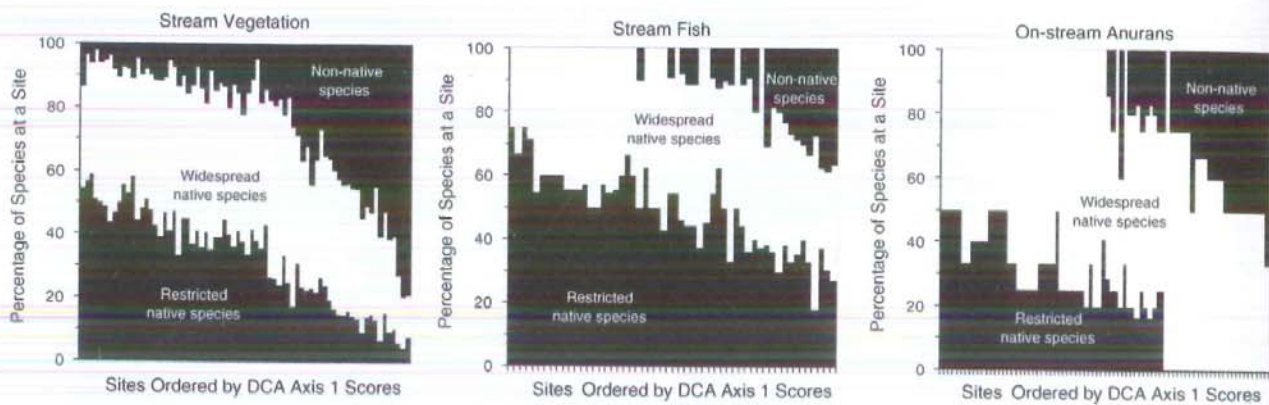 Stream Vegetation
Percentage of Species at a Site
100
80
60
40
20
0
Non-native
species
Widespread
native species
Restricted
native species
Sites Ordered by DCA Axis 1 Scores
Stream Fish
Percentage of Species at a Site
100
80
60
40
20
0
Non-native
species
Widespread
native species
Restricted
native species
Sites Ordered by DCA Axis 1 Scores
On-stream Anurans
Percentage of Species at a Site
100
80
60
40
20
0
Non-native
species
Widespread
native species
Restricted
native species
Sites Ordered by DCA Axis 1 Scores